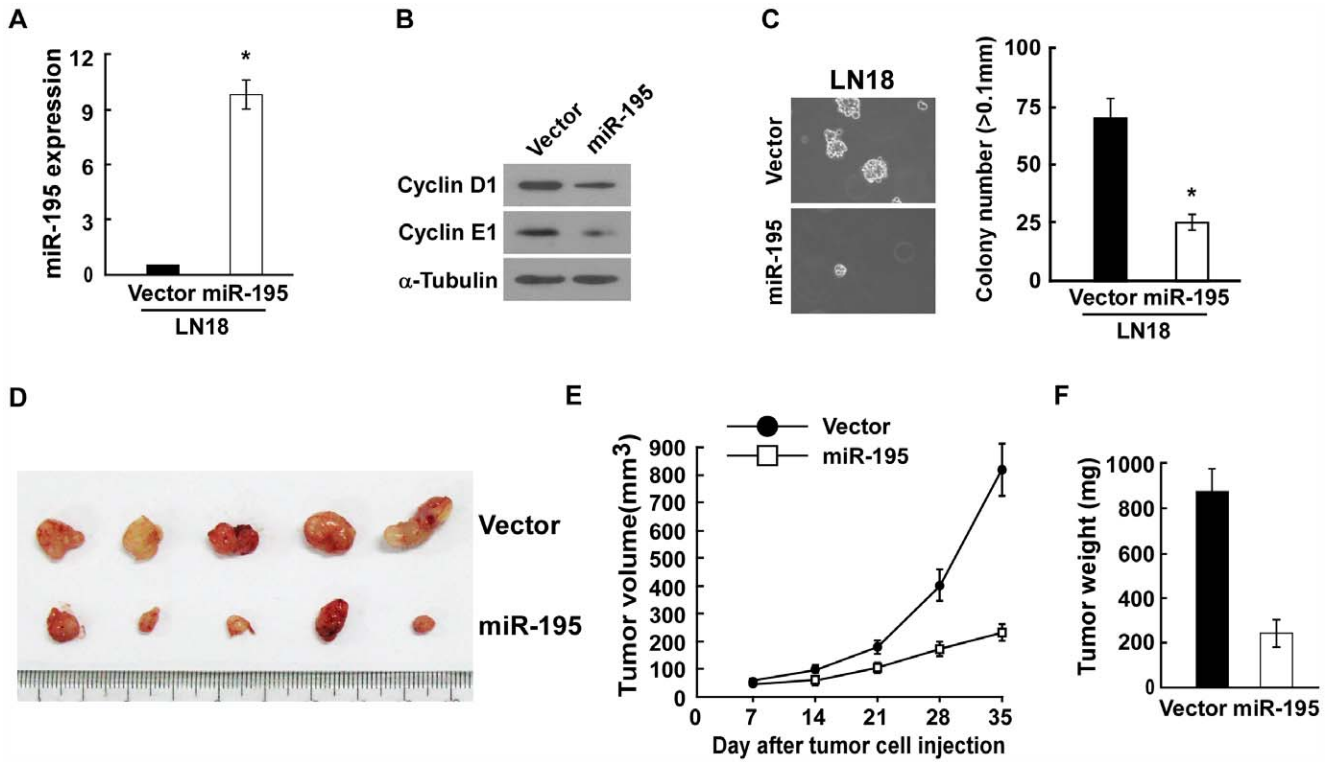 A
miR-195 expression
12
9
6
3
0
*
Vector miR-195
LN18
B
Vector
miR-195
Cyclin D1
Cyclin E1
α-Tubulin
C
LN18
Vector
miR-195
Colony number (>0.1mm)
100
75
50
25
0
*
Vector miR-195
LN18
D
Vector
miR-195
E
Vector
miR-195
Tumor volume(mm³)
900
800
700
600
500
400
300
200
100
0
0 7 14 21 28 35
Day after tumor cell injection
F
Tumor weight (mg)
1000
800
600
400
200
0
Vector miR-195